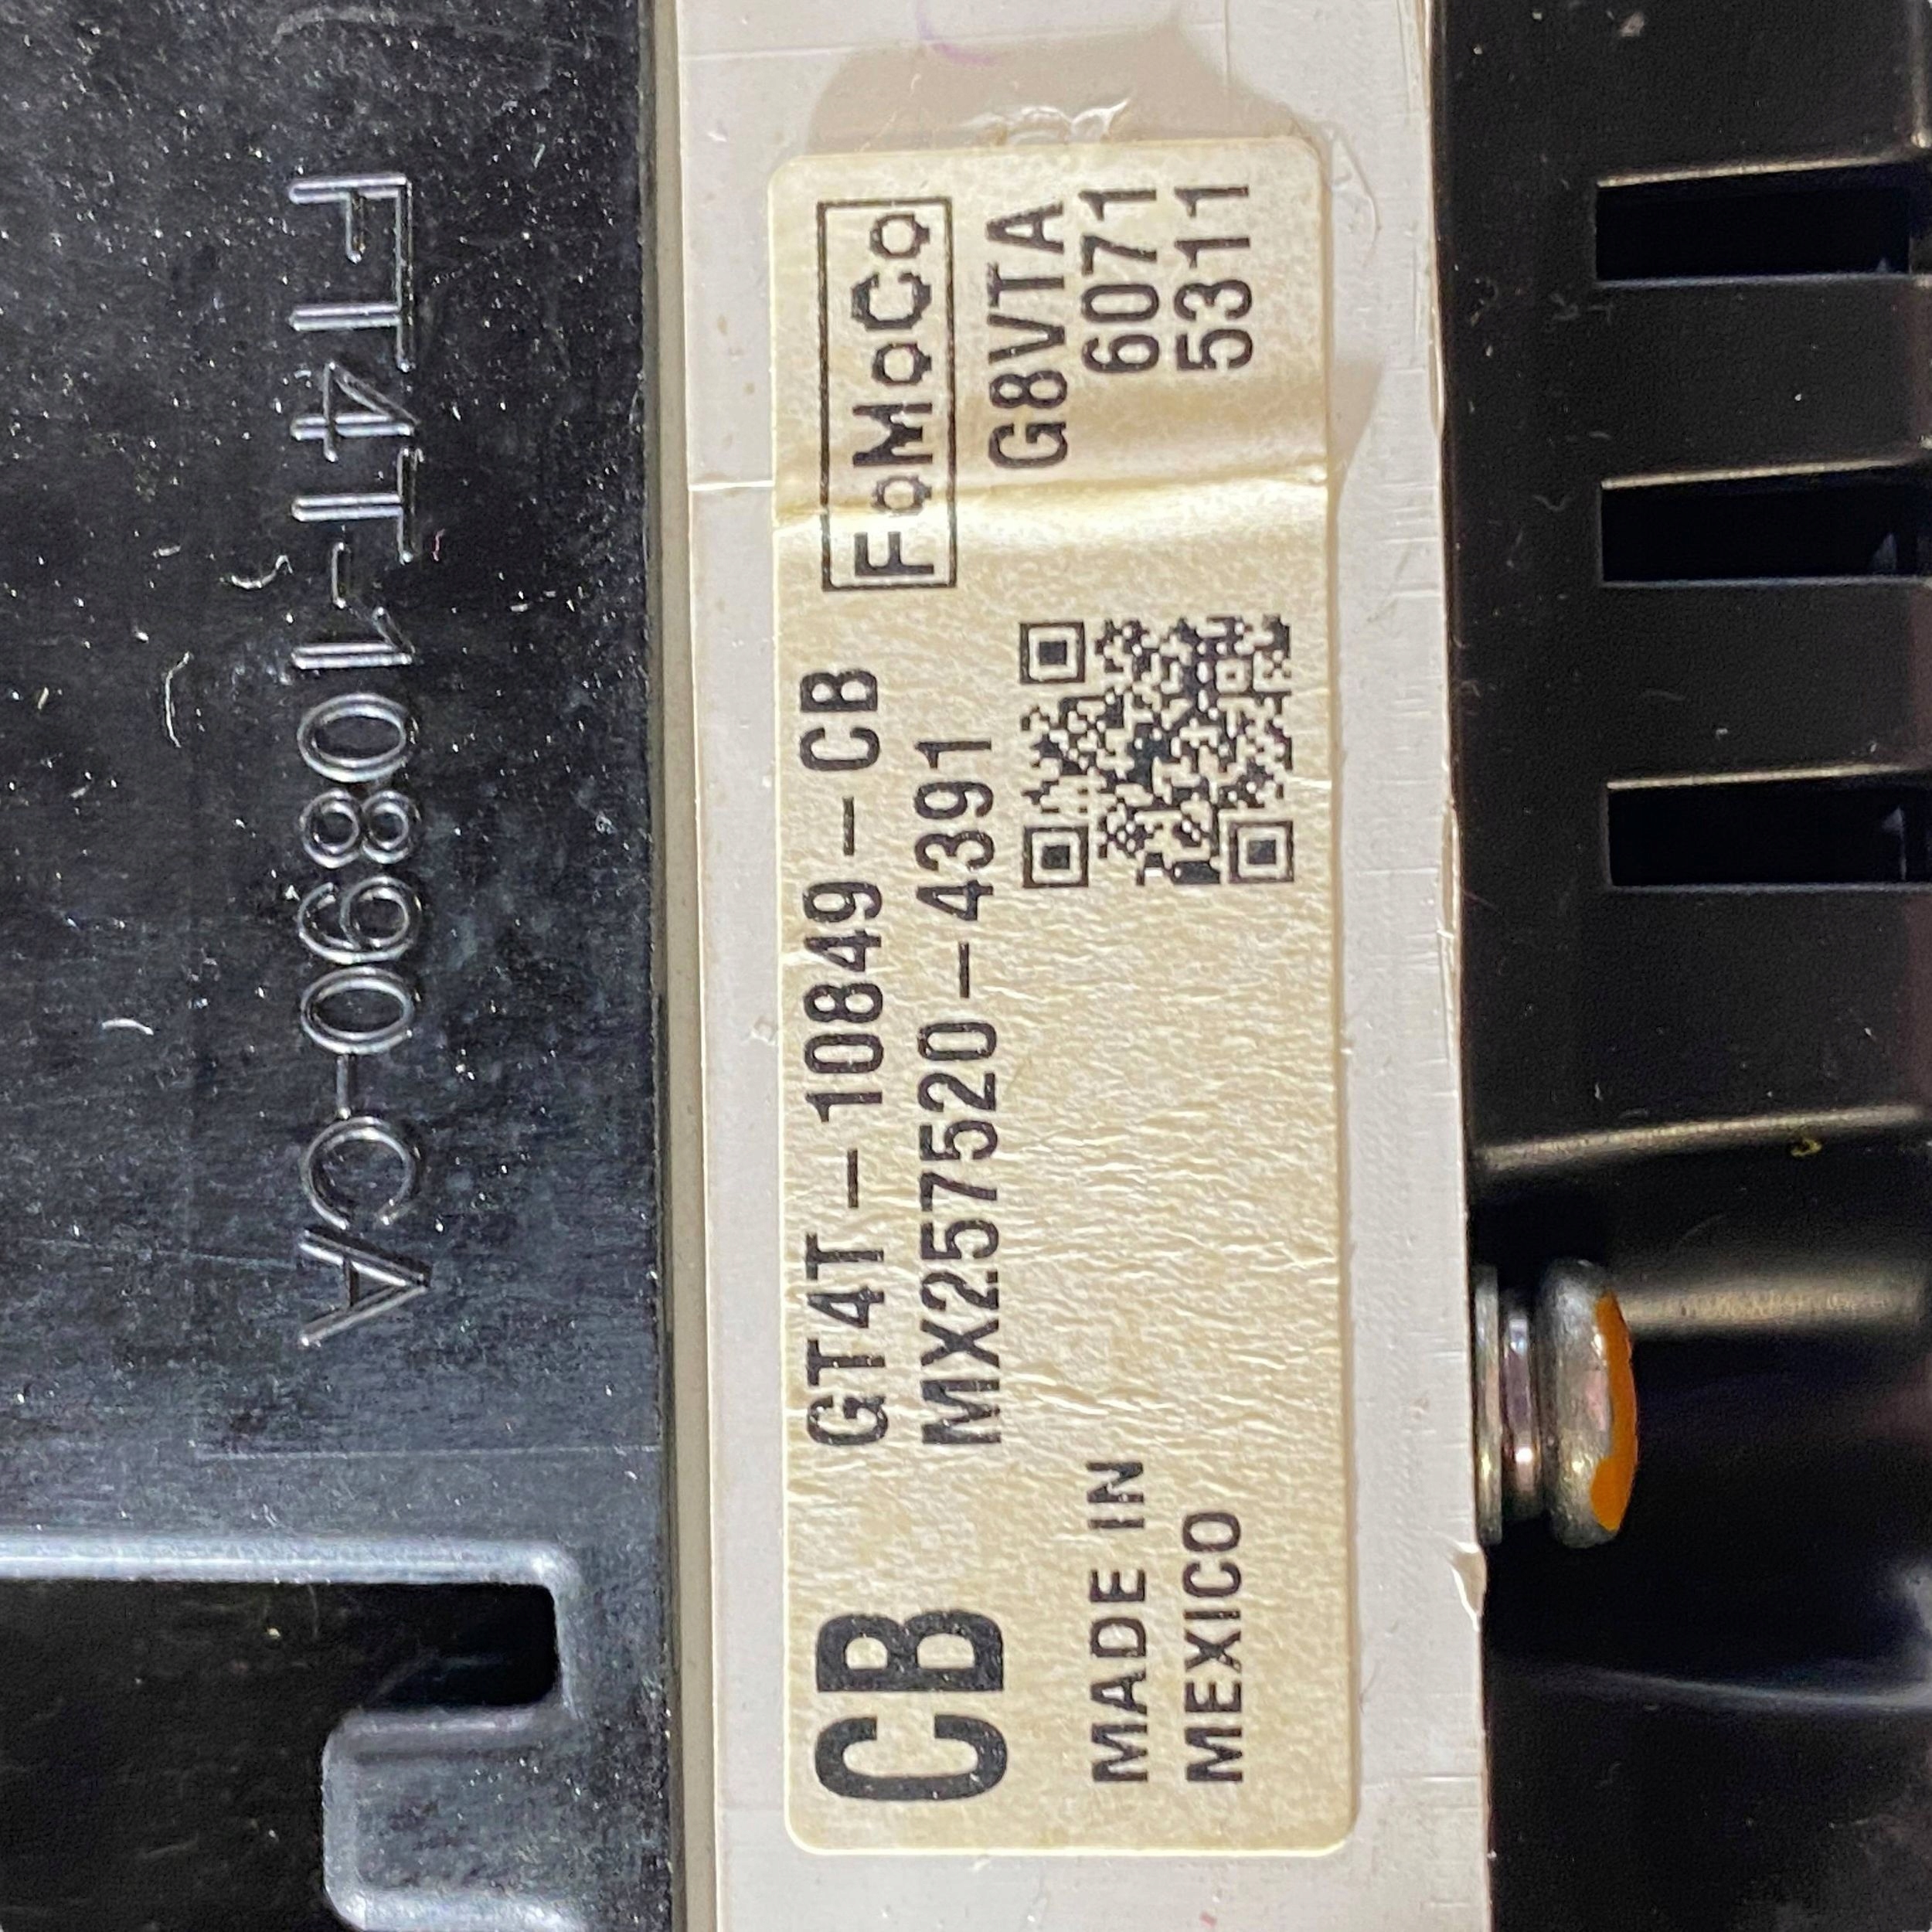 FT4T-10890-CA
CB
GT4T-10849-CB
MX257520-4391
MADE IN
MEXICO
FoMoCo
G8VTA
6071
5311